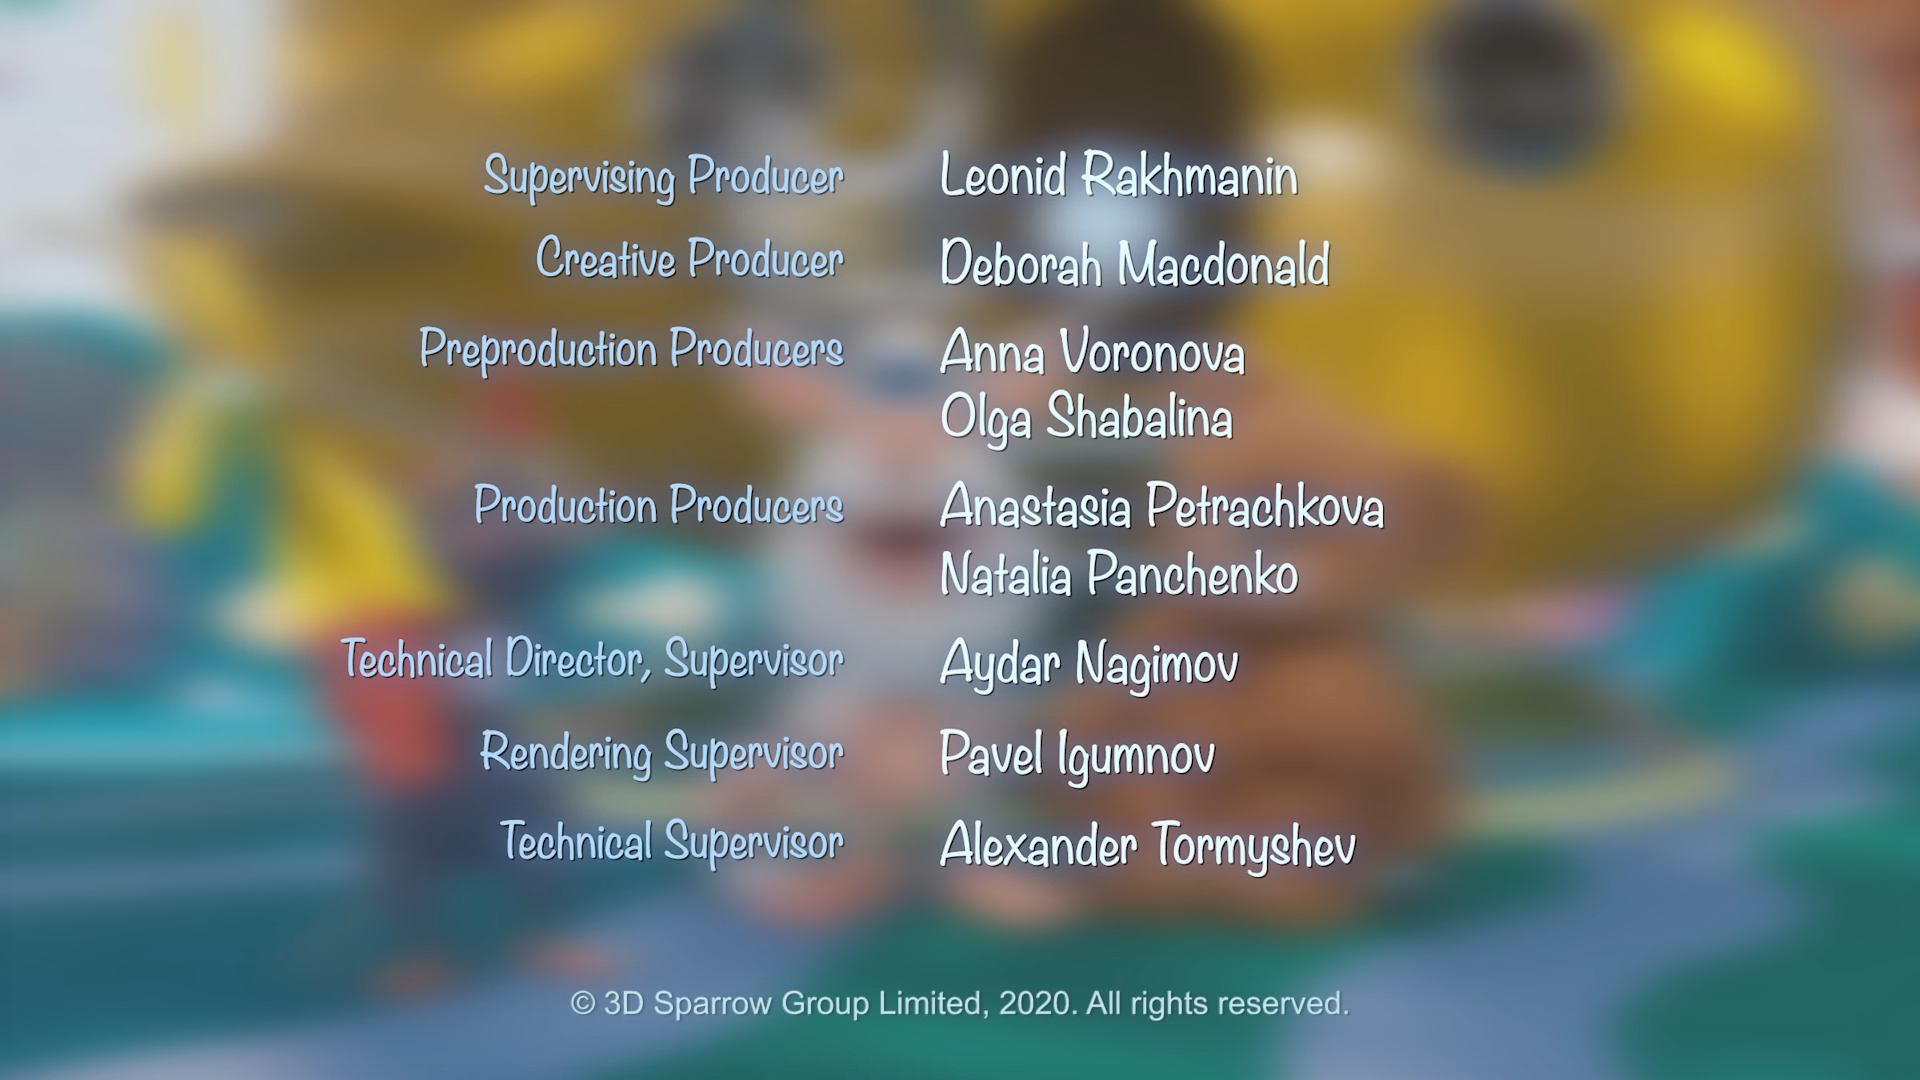 Supervising Producer Leonid Rakhmanin
Creative Producer Deborah Macdonald
Preproduction Producers Anna Voronova
Olga Shabalina
Production Producers Anastasia Petrachkova
Natalia Panchenko
Technical Director, Supervisor Aydar Nagimov
Rendering Supervisor Pavel Igumnov
Technical Supervisor Alexander Tormyshev
© 3D Sparrow Group Limited, 2020. All rights reserved.